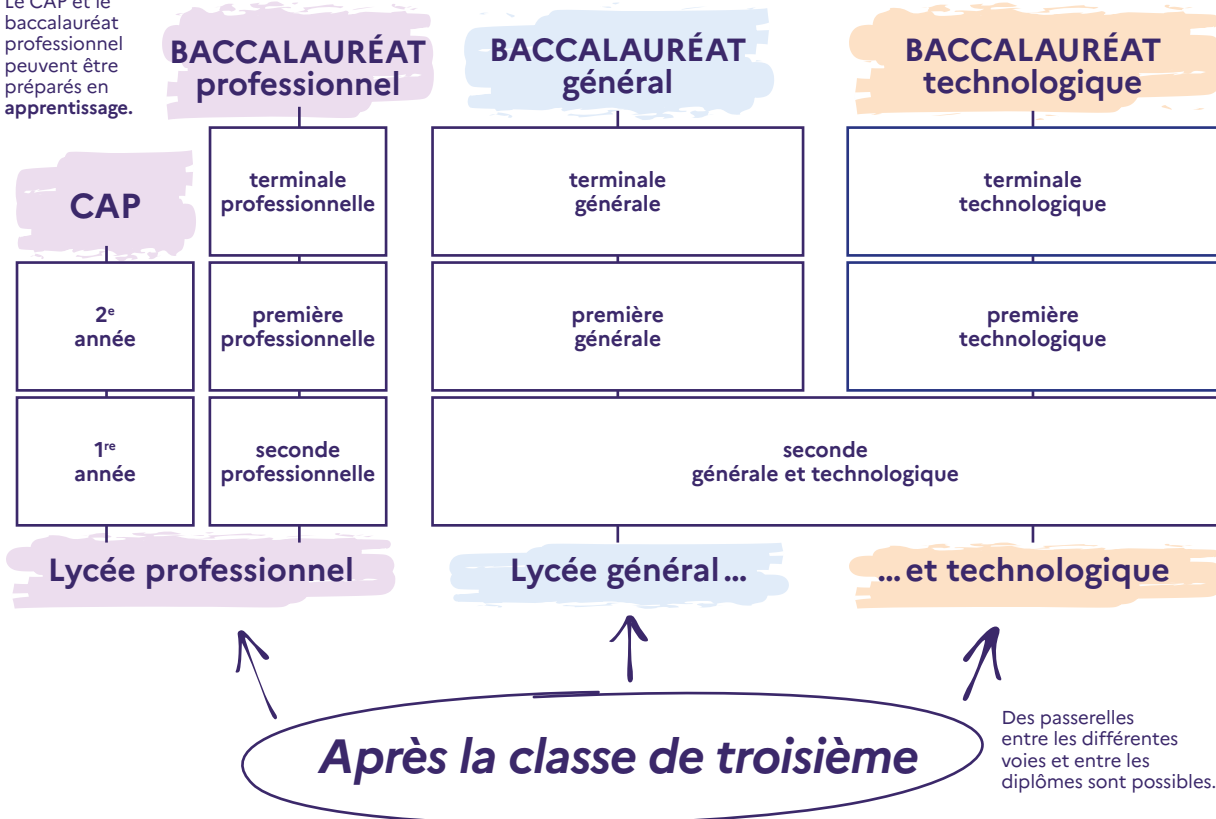 Le CAP et le
baccalauréat
professionnel
peuvent être
préparés en
apprentissage.
BACCALAURÉAT
professionnel
BACCALAURÉAT
général
BACCALAURÉAT
technologique
CAP
terminale
professionnelle
terminale
générale
terminale
technologique
2e
année
première
professionnelle
première
générale
première
technologique
1re
année
seconde
professionnelle
seconde
générale et technologique
Lycée professionnel
Lycée général...
...et technologique
Après la classe de troisième
Des passerelles
entre les différentes
voies et entre les
diplômes sont possibles.